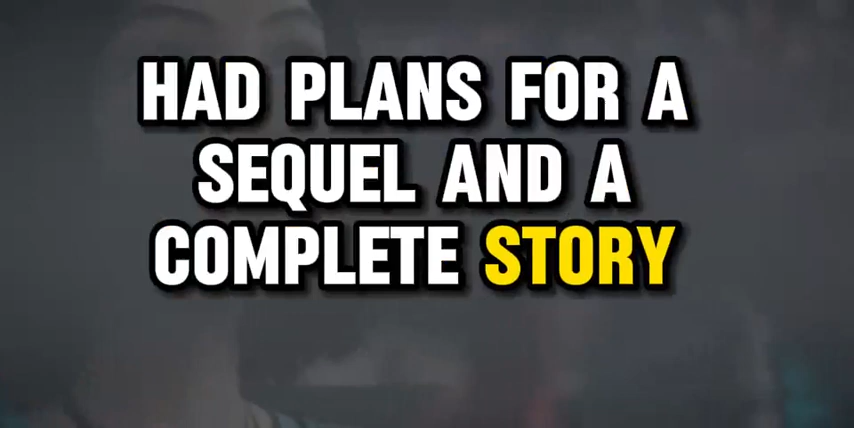 HAD PLANS FOR A
SEQUEL AND A
COMPLETE STORY